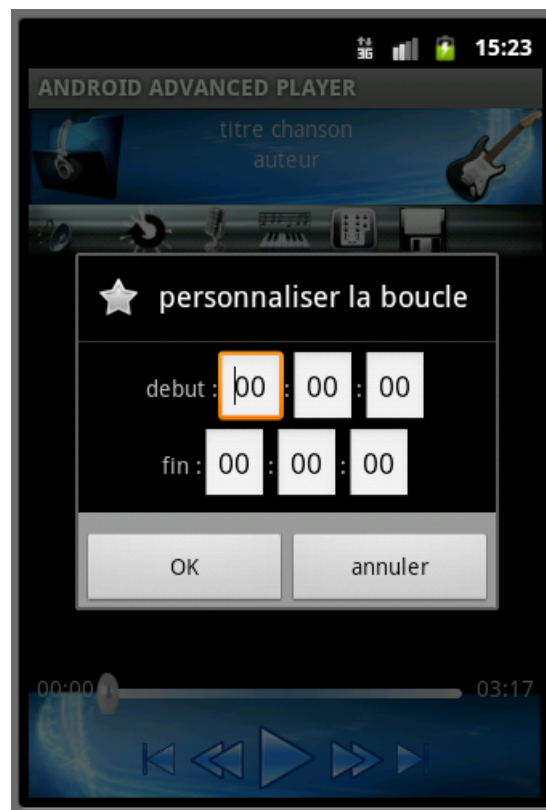 3G 15:23
ANDROID ADVANCED PLAYER
titre chanson
auteur
personnaliser la boucle
debut : 00 : 00 : 00
fin : 00 : 00 : 00
OK annuler
00:00 03:17